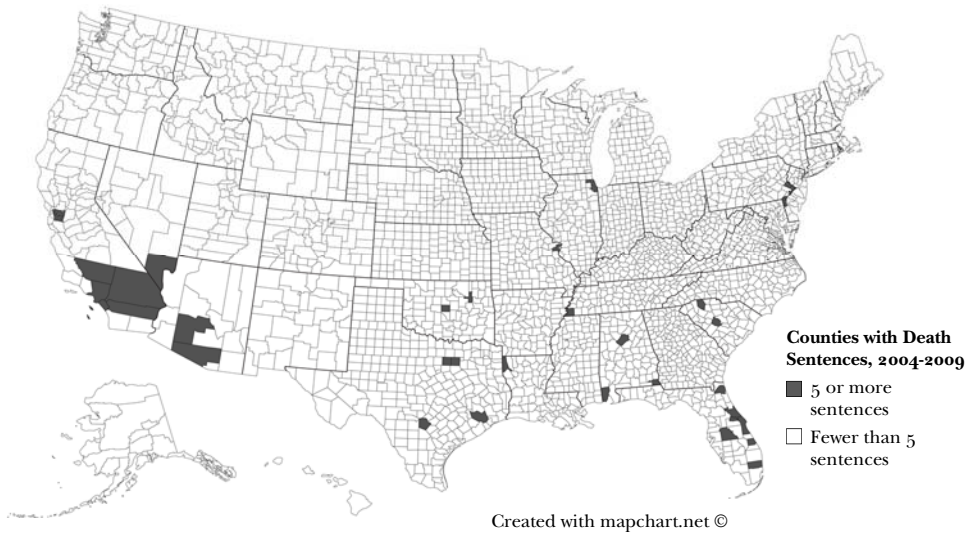 Counties with Death
Sentences, 2004-2009
5 or more
sentences
Fewer than 5
sentences
Created with mapchart.net ©